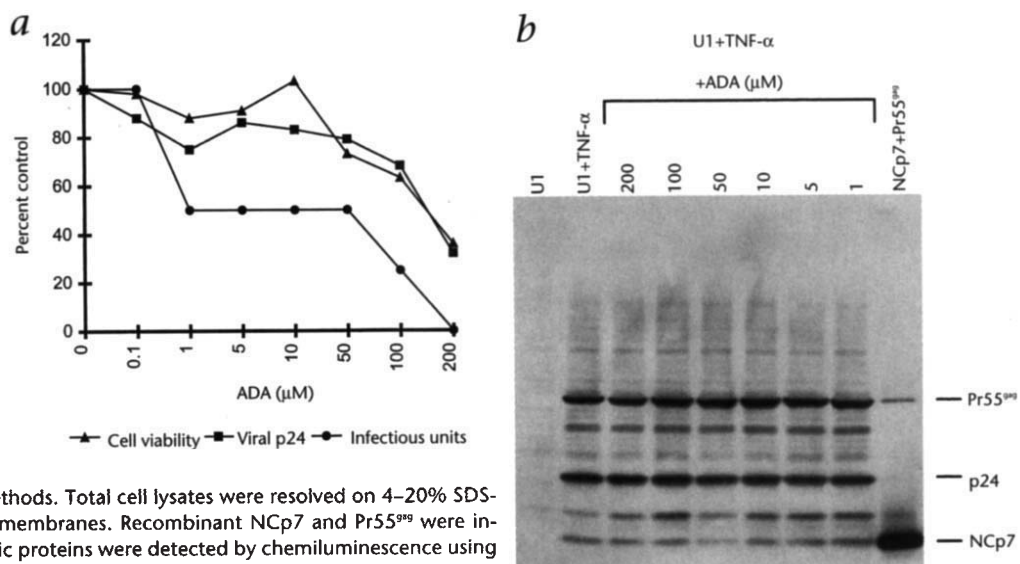 a
120
100
80
60
40
20
0
Percent control
0
0.1
1
5
10
50
100
200
ADA (μM)
Cell viability
Viral p24
Infectious units
thods. Total cell lysates were resolved on 4–20% SDS-
membranes. Recombinant NCp7 and Pr55gag were in-
ic proteins were detected by chemiluminescence using
b
U1+TNF-α
+ADA (μM)
U1
U1+TNF-α
200
100
50
10
5
1
NCp7+Pr55gag
Pr55gag
p24
NCp7